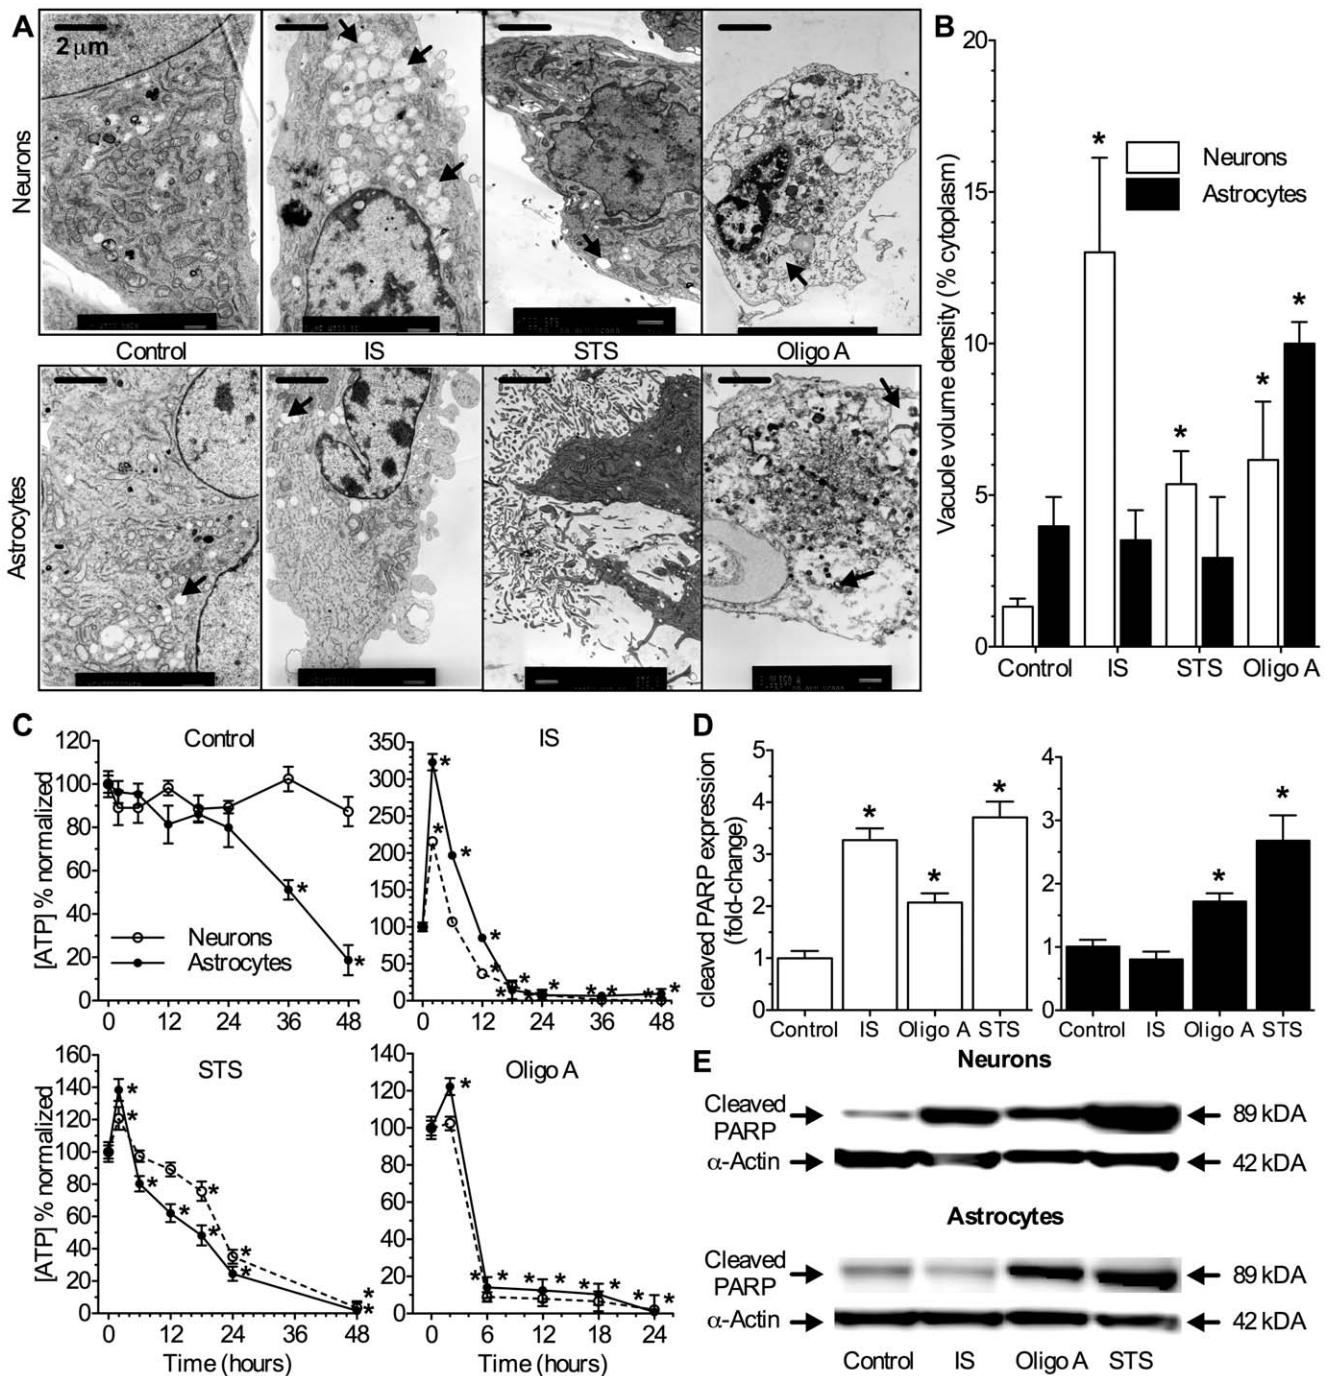 A
2 μm
Neurons
Control
IS
STS
Oligo A
Astrocytes
B
Vacuole volume density (% cytoplasm)
20
15
10
5
0
*
*
*
*
Neurons
Astrocytes
Control
IS
STS
Oligo A
C
Control
[ATP] % normalized
120
100
80
60
40
20
0
*
*
Neurons
Astrocytes
0 12 24 36 48
IS
350
300
250
200
150
100
50
0
*
*
*
*
*
*
*
*
*
*
*
*
*
0 12 24 36 48
STS
[ATP] % normalized
160
140
120
100
80
60
40
20
0
*
*
*
*
*
*
*
*
*
*
0 12 24 36 48
Time (hours)
Oligo A
140
120
100
80
60
40
20
0
*
* * * * * * * *
0 6 12 18 24
Time (hours)
D
cleaved PARP expression
(fold-change)
5
4
3
2
1
0
*
*
*
Control IS Oligo A STS
4
3
2
1
0
*
*
Control IS Oligo A STS
E
Neurons
Cleaved
PARP
89 kDA
α-Actin
42 kDA
Astrocytes
Cleaved
PARP
89 kDA
α-Actin
42 kDA
Control IS Oligo A STS